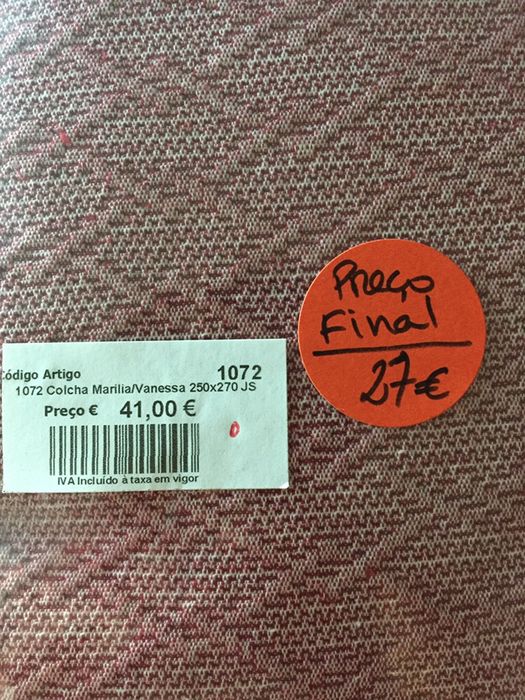 ódigo Artigo 1072
1072 Colcha Marilia/Vanessa 250x270 JS
Preço € 41,00 €
IVA Incluído à taxa em vigor
Preço
Final
27€